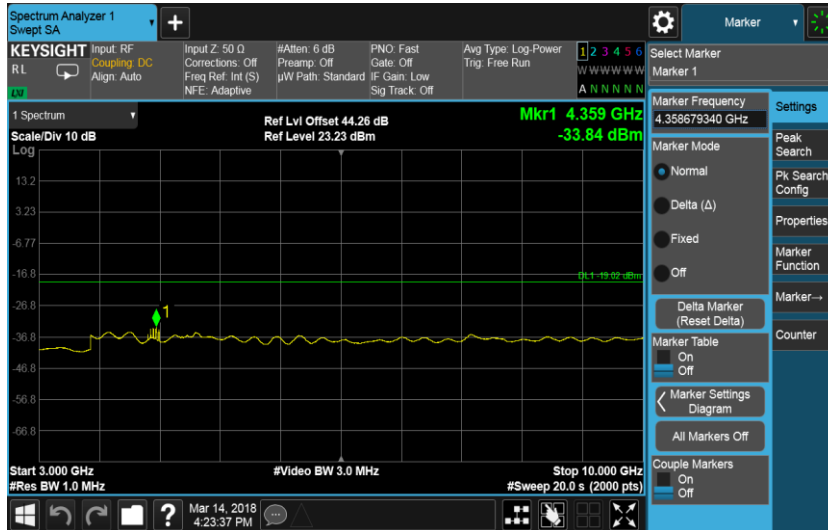 Spectrum Analyzer 1
Swept SA
+
Marker
KEYSIGHT
RL
LXI
Input: RF
Coupling: DC
Align: Auto
Input Z: 50 Ω
Corrections: Off
Freq Ref: Int (S)
NFE: Adaptive
#Atten: 6 dB
Preamp: Off
µW Path: Standard
PNO: Fast
Gate: Off
IF Gain: Low
Sig Track: Off
Avg Type: Log-Power
Trig: Free Run
1 2 3 4 5 6
W W W W W W
A N N N N N
Select Marker
Marker 1
1 Spectrum
Scale/Div 10 dB
Log
Ref Lvl Offset 44.26 dB
Ref Level 23.23 dBm
Mkr1 4.359 GHz
-33.84 dBm
13.2
3.23
-6.77
-16.8
-26.8
-36.8
-46.8
-56.8
-66.8
DL1 -19.02 dBm
1
Start 3.000 GHz
#Res BW 1.0 MHz
#Video BW 3.0 MHz
Stop 10.000 GHz
#Sweep 20.0 s (2000 pts)
Marker Frequency
4.358679340 GHz
Marker Mode
Normal
Delta (Δ)
Fixed
Off
Delta Marker
(Reset Delta)
Marker Table
On
Off
Marker Settings
Diagram
All Markers Off
Couple Markers
On
Off
Settings
Peak
Search
Pk Search
Config
Properties
Marker
Function
Marker→
Counter
?
Mar 14, 2018
4:23:37 PM